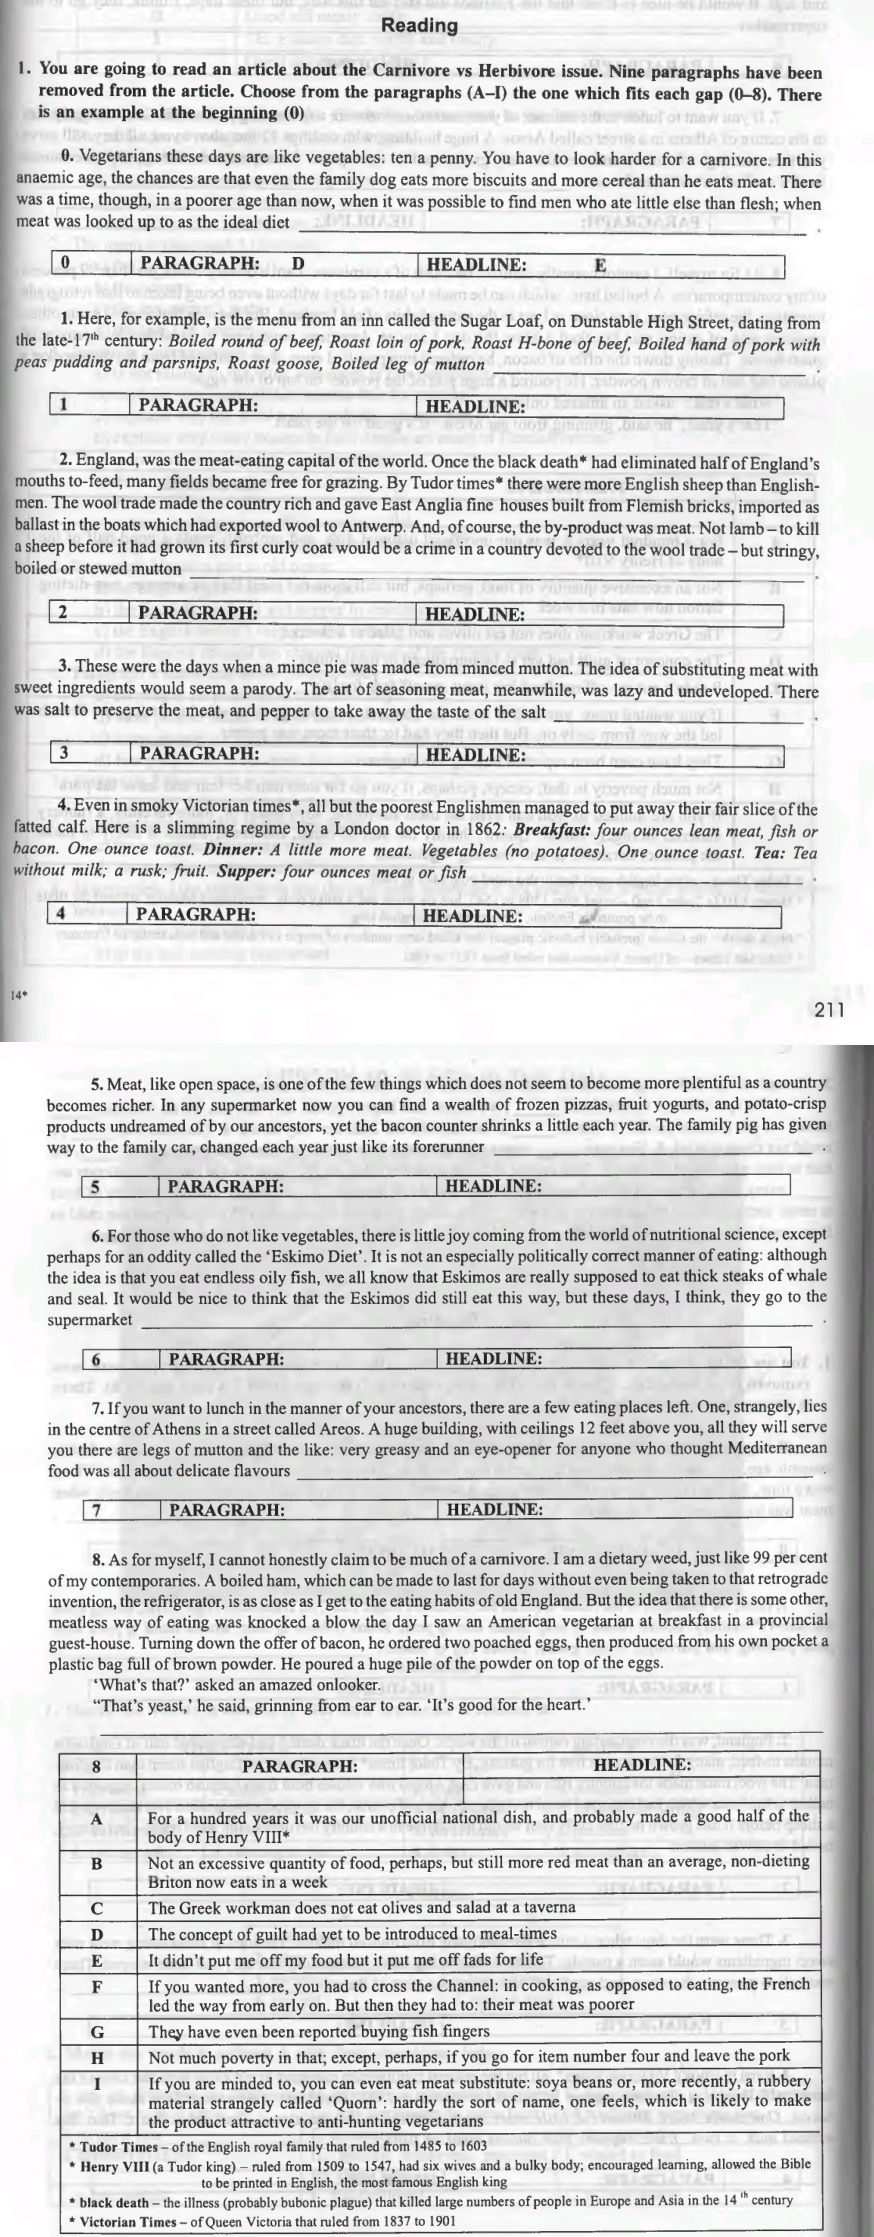 Reading
1. You are going to read an article about the Carnivore vs Herbivore issue. Nine paragraphs have been
removed from the article. Choose from the paragraphs (A–I) the one which fits each gap (0–8). There
is an example at the beginning (0)
0. Vegetarians these days are like vegetables: ten a penny. You have to look harder for a carnivore. In this
anaemic age, the chances are that even the family dog eats more biscuits and more cereal than he eats meat. There
was a time, though, in a poorer age than now, when it was possible to find men who ate little else than flesh; when
meat was looked up to as the ideal diet ______ .
0 PARAGRAPH: D HEADLINE: E
1. Here, for example, is the menu from an inn called the Sugar Loaf, on Dunstable High Street, dating from
the late-17th century: Boiled round of beef, Roast loin of pork, Roast H-bone of beef, Boiled hand of pork with
peas pudding and parsnips, Roast goose, Boiled leg of mutton ______ .
1 PARAGRAPH: HEADLINE:
2. England, was the meat-eating capital of the world. Once the black death* had eliminated half of England's
mouths to-feed, many fields became free for grazing. By Tudor times* there were more English sheep than English-
men. The wool trade made the country rich and gave East Anglia fine houses built from Flemish bricks, imported as
ballast in the boats which had exported wool to Antwerp. And, of course, the by-product was meat. Not lamb – to kill
a sheep before it had grown its first curly coat would be a crime in a country devoted to the wool trade – but stringy,
boiled or stewed mutton ______ .
2 PARAGRAPH: HEADLINE:
3. These were the days when a mince pie was made from minced mutton. The idea of substituting meat with
sweet ingredients would seem a parody. The art of seasoning meat, meanwhile, was lazy and undeveloped. There
was salt to preserve the meat, and pepper to take away the taste of the salt ______ .
3 PARAGRAPH: HEADLINE:
4. Even in smoky Victorian times*, all but the poorest Englishmen managed to put away their fair slice of the
fatted calf. Here is a slimming regime by a London doctor in 1862: Breakfast: four ounces lean meat, fish or
bacon. One ounce toast. Dinner: A little more meat. Vegetables (no potatoes). One ounce toast. Tea: Tea
without milk; a rusk; fruit. Supper: four ounces meat or fish ______ .
4 PARAGRAPH: HEADLINE:
14*
211
5. Meat, like open space, is one of the few things which does not seem to become more plentiful as a country
becomes richer. In any supermarket now you can find a wealth of frozen pizzas, fruit yogurts, and potato-crisp
products undreamed of by our ancestors, yet the bacon counter shrinks a little each year. The family pig has given
way to the family car, changed each year just like its forerunner ______ .
5 PARAGRAPH: HEADLINE:
6. For those who do not like vegetables, there is little joy coming from the world of nutritional science, except
perhaps for an oddity called the 'Eskimo Diet'. It is not an especially politically correct manner of eating: although
the idea is that you eat endless oily fish, we all know that Eskimos are really supposed to eat thick steaks of whale
and seal. It would be nice to think that the Eskimos did still eat this way, but these days, I think, they go to the
supermarket ______ .
6 PARAGRAPH: HEADLINE:
7. If you want to lunch in the manner of your ancestors, there are a few eating places left. One, strangely, lies
in the centre of Athens in a street called Areos. A huge building, with ceilings 12 feet above you, all they will serve
you there are legs of mutton and the like: very greasy and an eye-opener for anyone who thought Mediterranean
food was all about delicate flavours ______ .
7 PARAGRAPH: HEADLINE:
8. As for myself, I cannot honestly claim to be much of a carnivore. I am a dietary weed, just like 99 per cent
of my contemporaries. A boiled ham, which can be made to last for days without even being taken to that retrograde
invention, the refrigerator, is as close as I get to the eating habits of old England. But the idea that there is some other,
meatless way of eating was knocked a blow the day I saw an American vegetarian at breakfast in a provincial
guest-house. Turning down the offer of bacon, he ordered two poached eggs, then produced from his own pocket a
plastic bag full of brown powder. He poured a huge pile of the powder on top of the eggs.
'What's that?' asked an amazed onlooker.
"That's yeast,' he said, grinning from ear to ear. 'It's good for the heart.'
8 PARAGRAPH: HEADLINE:
A For a hundred years it was our unofficial national dish, and probably made a good half of the
body of Henry VIII*
B Not an excessive quantity of food, perhaps, but still more red meat than an average, non-dieting
Briton now eats in a week
C The Greek workman does not eat olives and salad at a taverna
D The concept of guilt had yet to be introduced to meal-times
E It didn't put me off my food but it put me off fads for life
F If you wanted more, you had to cross the Channel: in cooking, as opposed to eating, the French
led the way from early on. But then they had to: their meat was poorer
G They have even been reported buying fish fingers
H Not much poverty in that; except, perhaps, if you go for item number four and leave the pork
I If you are minded to, you can even eat meat substitute: soya beans or, more recently, a rubbery
material strangely called 'Quorn': hardly the sort of name, one feels, which is likely to make
the product attractive to anti-hunting vegetarians
* Tudor Times – of the English royal family that ruled from 1485 to 1603
* Henry VIII (a Tudor king) – ruled from 1509 to 1547, had six wives and a bulky body; encouraged learning, allowed the Bible
to be printed in English, the most famous English king
* black death – the illness (probably bubonic plague) that killed large numbers of people in Europe and Asia in the 14 th century
* Victorian Times – of Queen Victoria that ruled from 1837 to 1901